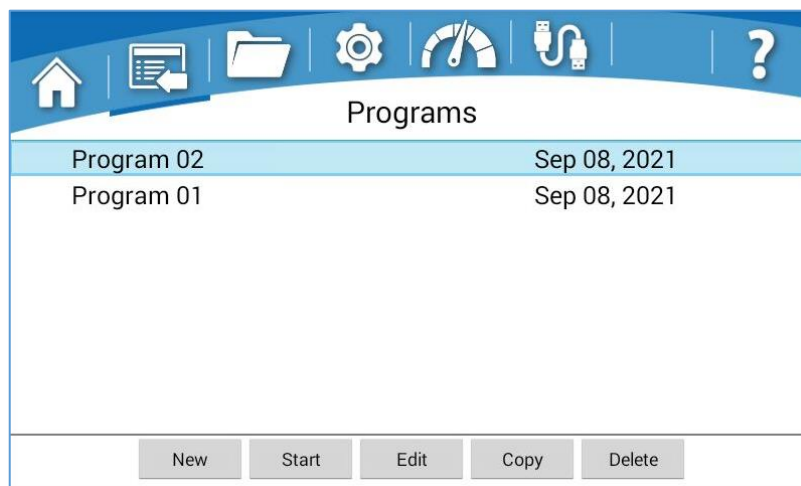 Programs
Program 02 Sep 08, 2021
Program 01 Sep 08, 2021
New Start Edit Copy Delete